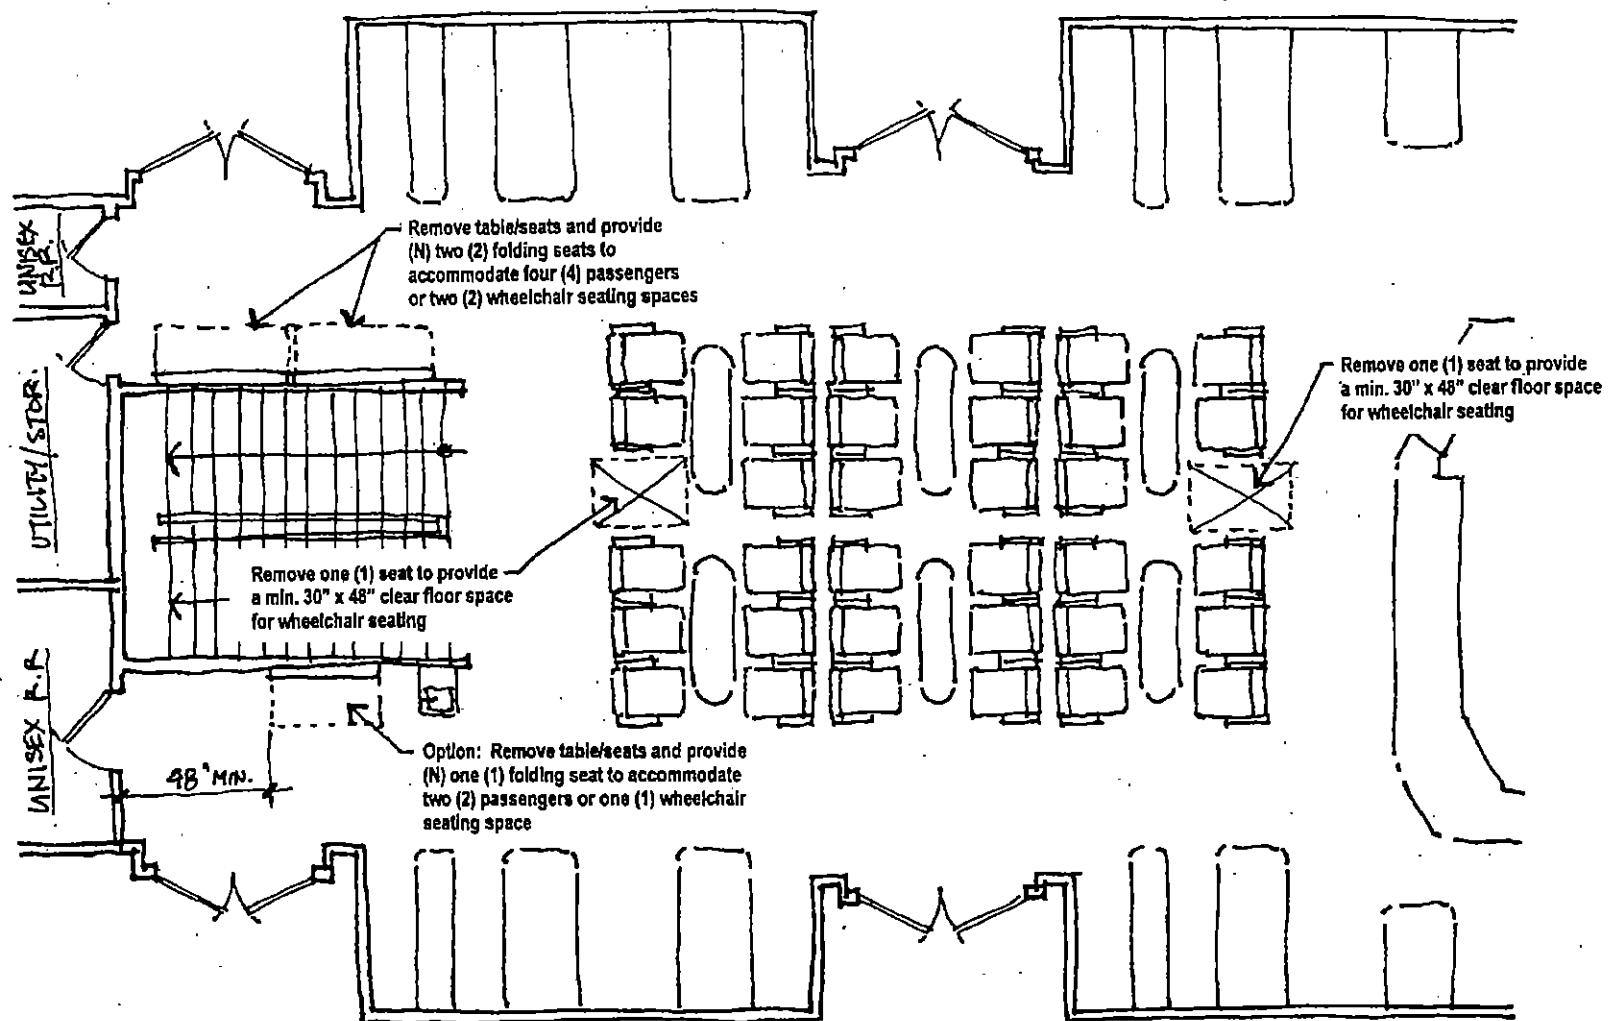 UNISEX
R.R.
Remove table/seats and provide
(N) two (2) folding seats to
accommodate four (4) passengers
or two (2) wheelchair seating spaces
Remove one (1) seat to provide
a min. 30" x 48" clear floor space
for wheelchair seating
UTILITY/STOR.
Remove one (1) seat to provide
a min. 30" x 48" clear floor space
for wheelchair seating
UNISEX R.R
48" MIN.
Option: Remove table/seats and provide
(N) one (1) folding seat to accommodate
two (2) passengers or one (1) wheelchair
seating space